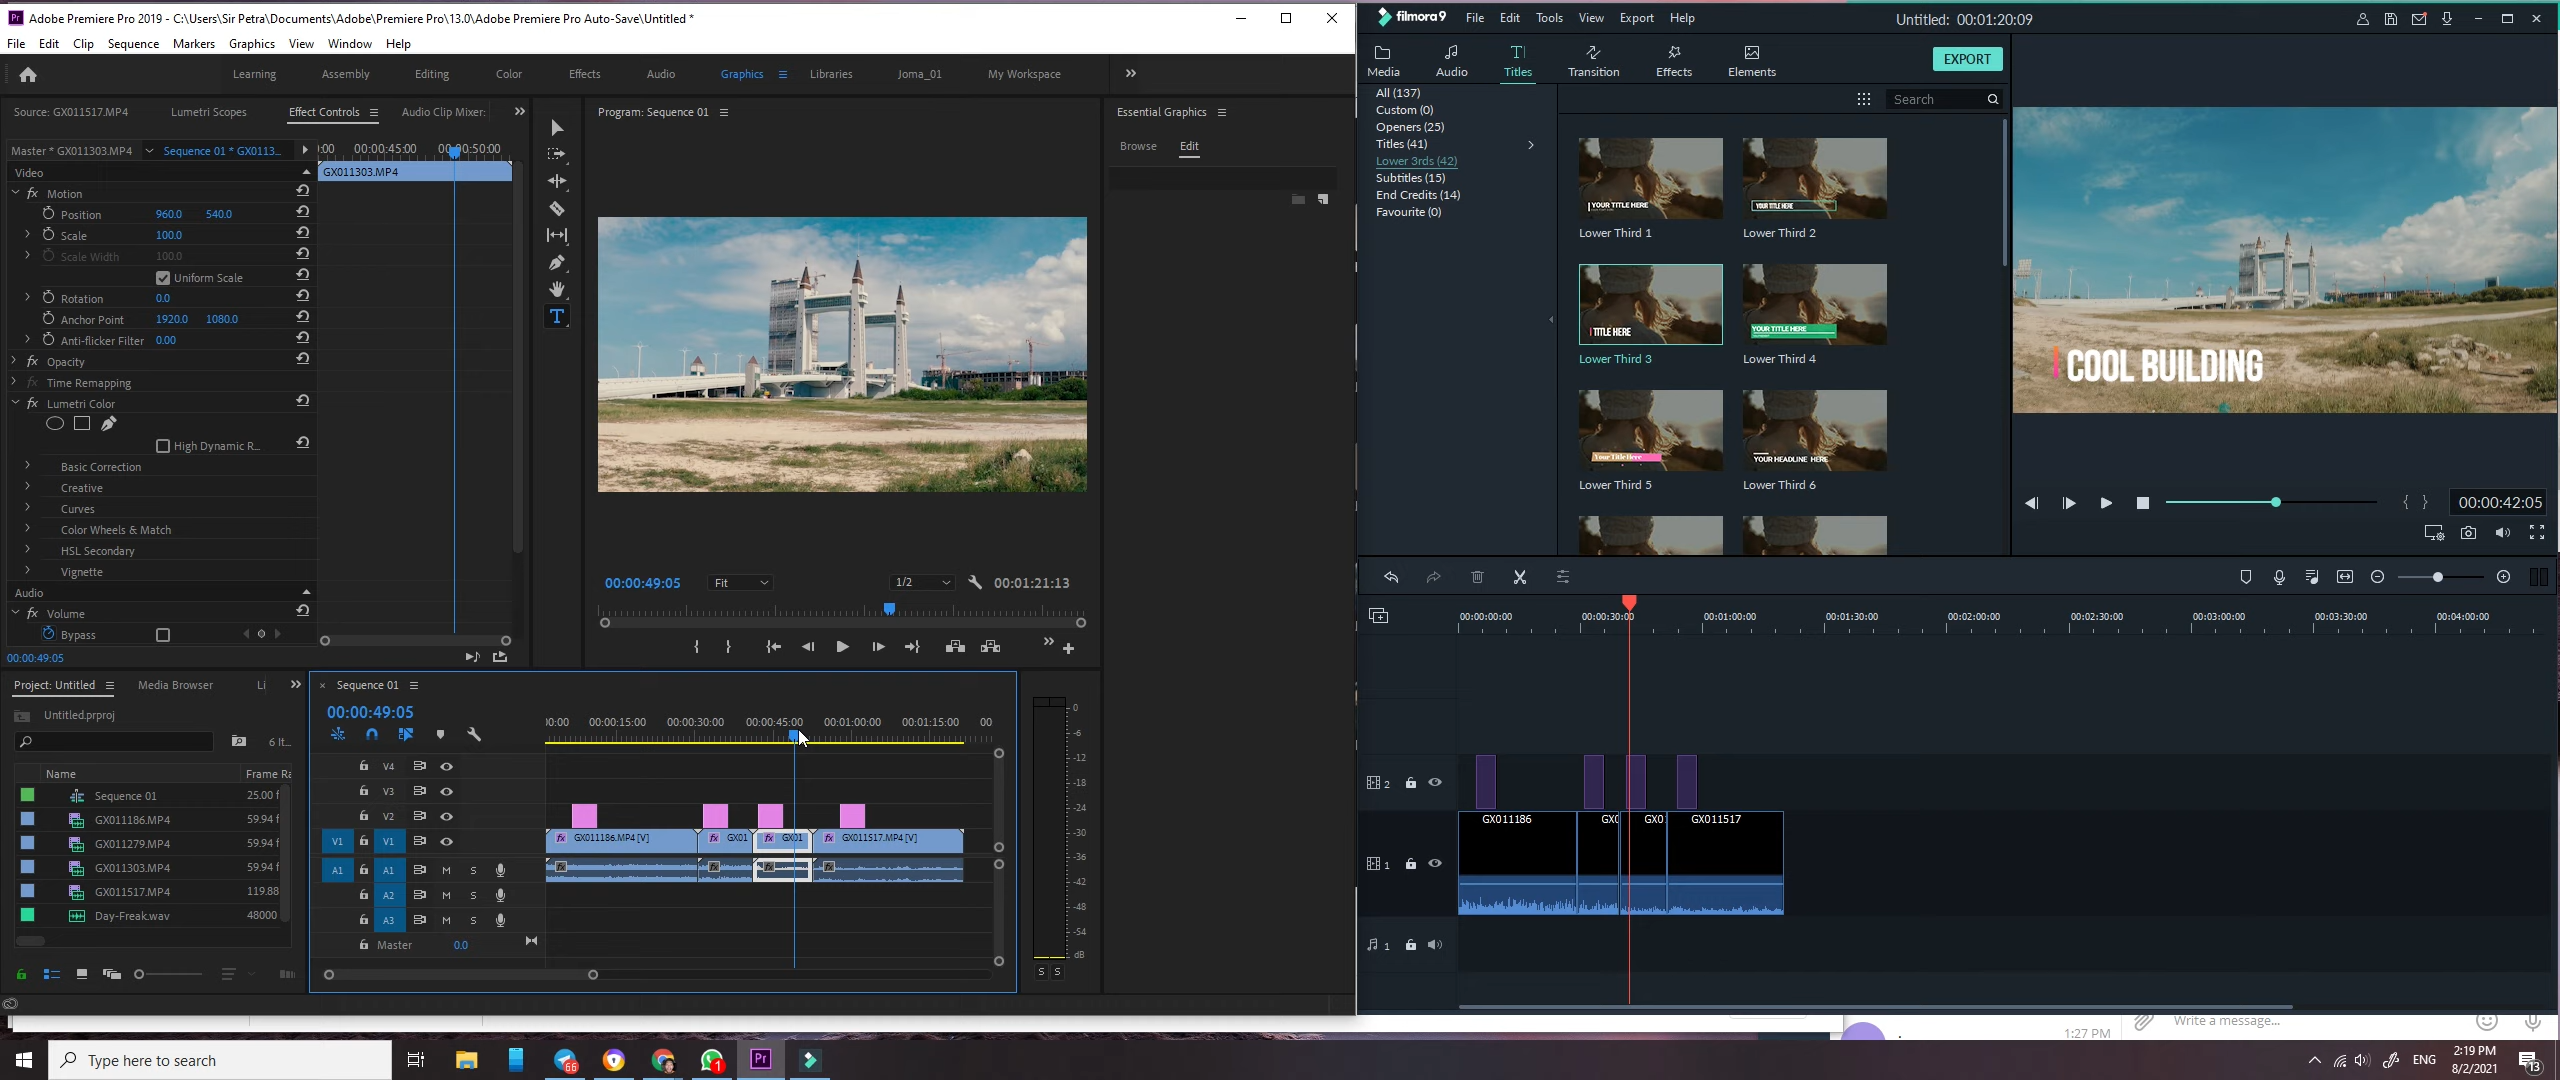 Adobe Premiere Pro 2019 - C:\Users\Sir Petra\Documents\Adobe\Premiere Pro\13.0\Adobe Premiere Pro Auto-Save\Untitled *
File Edit Clip Sequence Markers Graphics View Window Help
Learning Assembly Editing Color Effects Audio Graphics Libraries Joma_01 My Workspace
Source: GX011517.MP4 Lumetri Scopes Effect Controls Audio Clip Mixer:
Master * GX011303.MP4 Sequence 01 * GX0113... :00 00:00:45:00 00:00:50:00
Video GX011303.MP4
fx Motion
Position 960.0 540.0
Scale 100.0
Scale Width 100.0
Uniform Scale
Rotation 0.0
Anchor Point 1920.0 1080.0
Anti-flicker Filter 0.00
fx Opacity
fx Time Remapping
fx Lumetri Color
High Dynamic R...
Basic Correction
Creative
Curves
Color Wheels & Match
HSL Secondary
Vignette
Audio
fx Volume
Bypass
00:00:49:05
Program: Sequence 01
00:00:49:05 Fit 1/2 00:01:21:13
Essential Graphics
Browse Edit
Project: Untitled Media Browser Li
Untitled.prproj
6 It...
Name Frame Ra
Sequence 01 25.00 f
GX011186.MP4 59.94 f
GX011279.MP4 59.94 f
GX011303.MP4 59.94 f
GX011517.MP4 119.88
Day-Freak.wav 48000
Sequence 01
00:00:49:05
:00:00 00:00:15:00 00:00:30:00 00:00:45:00 00:01:00:00 00:01:15:00 00
V4
V3
V2
V1 V1 fx GX011186.MP4 [V] fx GX01 fx GX01 fx GX011517.MP4 [V]
A1 A1 M S
A2 M S
A3 M S
Master 0.0
0
-6
-12
-18
-24
-30
-36
-42
-48
-54
dB
S S
filmora9 File Edit Tools View Export Help Untitled: 00:01:20:09
Media Audio Titles Transition Effects Elements EXPORT
All (137)
Custom (0)
Openers (25)
Titles (41)
Lower 3rds (42)
Subtitles (15)
End Credits (14)
Favourite (0)
Search
YOUR TITLE HERE YOUR TITLE HERE
Lower Third 1 Lower Third 2
TITLE HERE YOUR TITLE HERE
Lower Third 3 Lower Third 4
Your Title Here YOUR HEADLINE HERE
Lower Third 5 Lower Third 6
COOL BUILDING
00:00:42:05
00:00:00:00 00:00:30:00 00:01:00:00 00:01:30:00 00:02:00:00 00:02:30:00 00:03:00:00 00:03:30:00 00:04:00:00
2
1 GX011186 GX0 GX0 GX011517
1
1:27 PM Write a message...
Type here to search
66 1 Pr
ENG 2:19 PM
8/2/2021 13